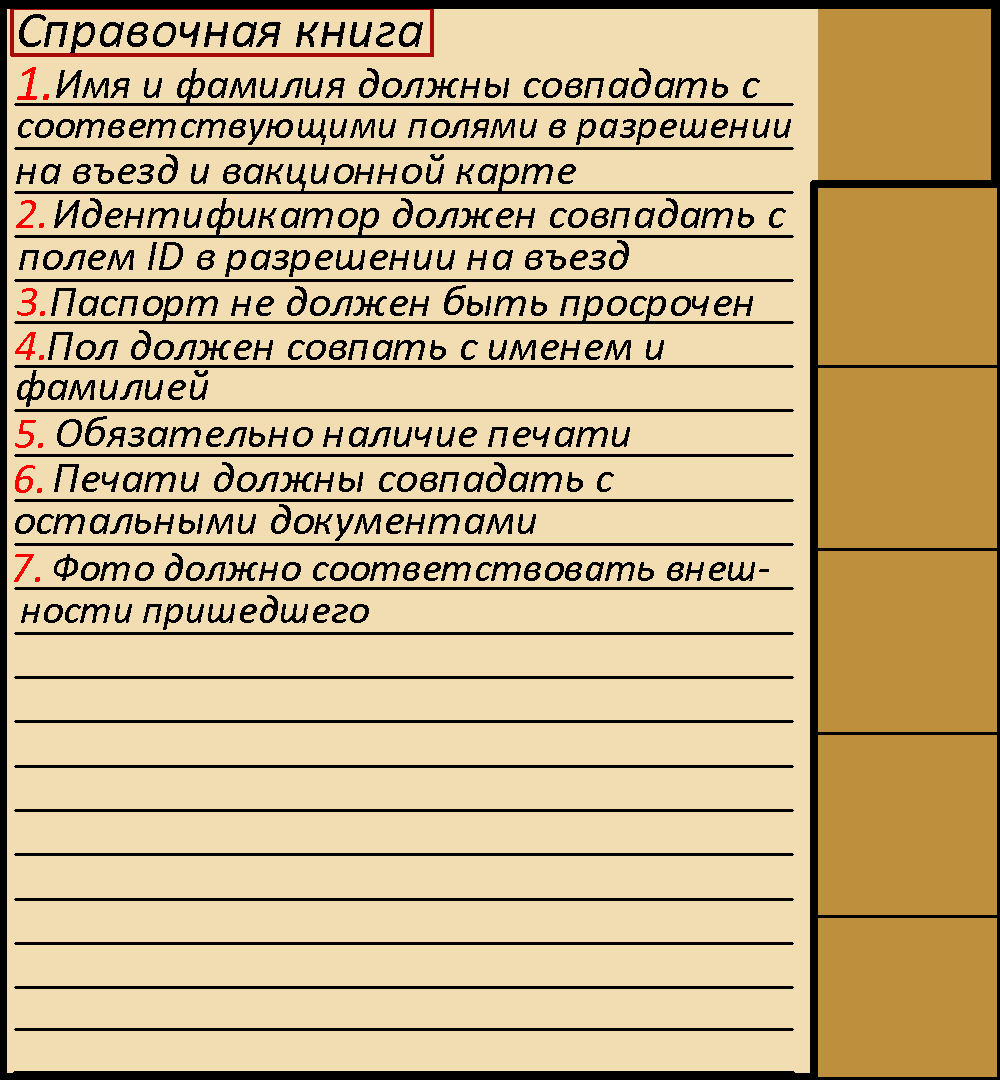 Справочная книга
1.Имя и фамилия должны совпадать с
соответствующими полями в разрешении
на въезд и вакционной карте
2. Идентификатор должен совпадать с
полем ID в разрешении на въезд
3.Паспорт не должен быть просрочен
4.Пол должен совпать с именем и
фамилией
5. Обязательно наличие печати
6. Печати должны совпадать с
остальными документами
7. Фото должно соответствовать внеш-
ности пришедшего